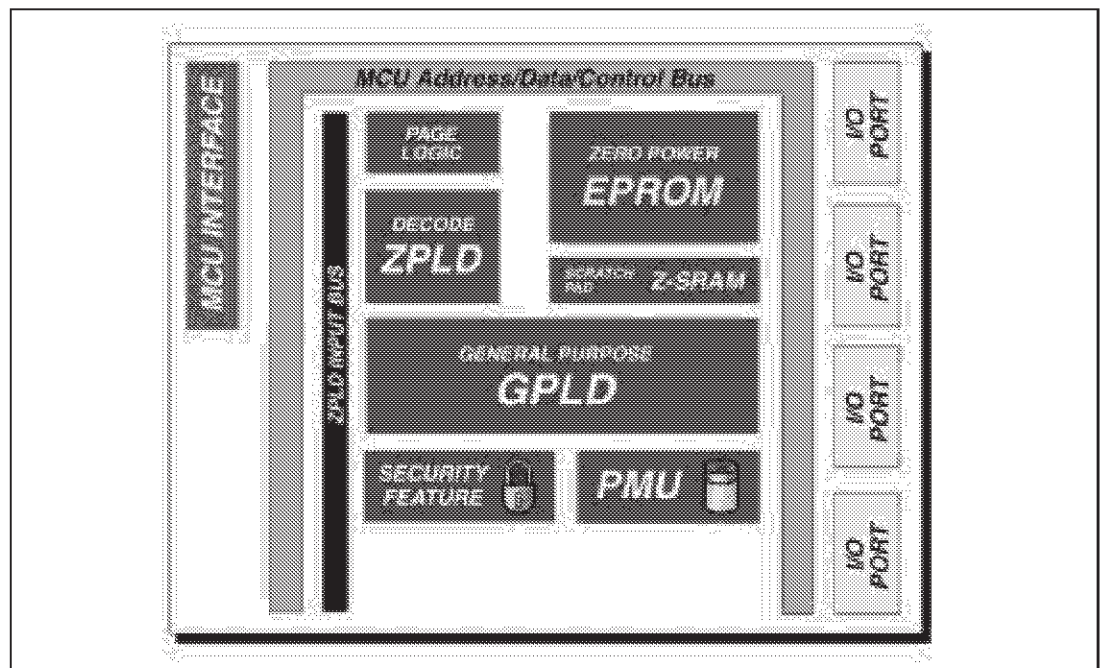 MCU INTERFACE
MCU Address/Data/Control Bus
ZPLD INPUT BUS
PAGE
LOGIC
DECODE
ZPLD
ZERO POWER
EPROM
SCRATCH
PAD
Z-SRAM
GENERAL PURPOSE
GPLD
SECURITY
FEATURE
PMU
I/O
PORT
I/O
PORT
I/O
PORT
I/O
PORT